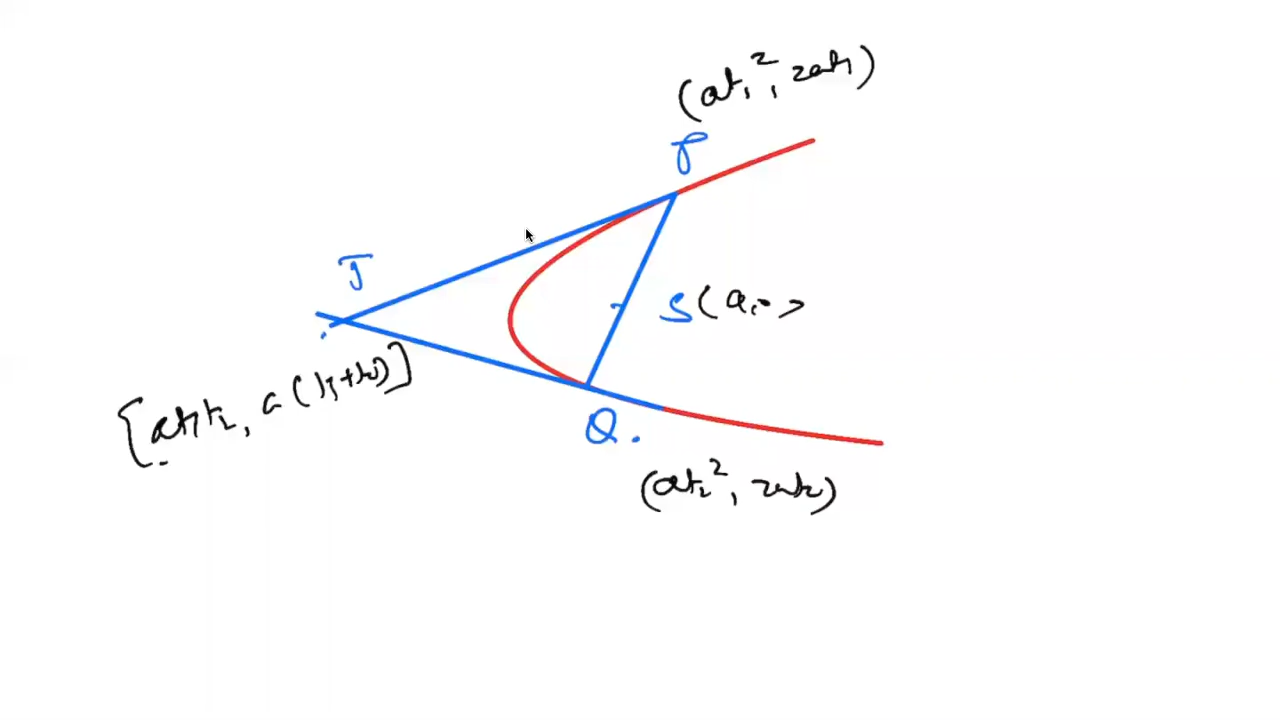 (at₁², 2at₁)
P
T
S(a,0)
[at₁t₂, a(t₁+t₂)]
Q.
(at₂², 2at₂)